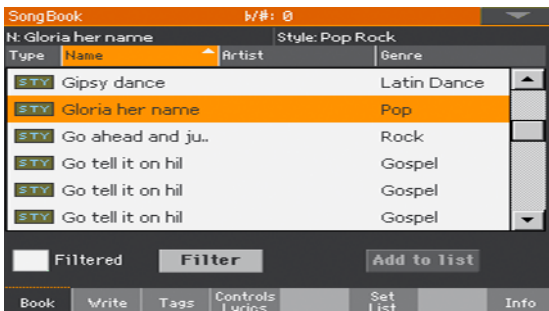 SongBook ♭/#: 0
N: Gloria her name Style: Pop Rock
Type Name Artist Genre
STY Gipsy dance Latin Dance
STY Gloria her name Pop
STY Go ahead and ju.. Rock
STY Go tell it on hil Gospel
STY Go tell it on hil Gospel
STY Go tell it on hil Gospel
Filtered Filter Add to list
Book Write Tags Controls Lyrics Set List Info